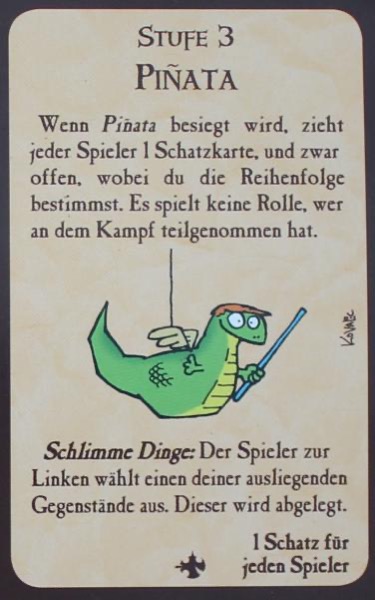 Stufe 3
Piñata
Wenn Piñata besiegt wird, zieht
jeder Spieler 1 Schatzkarte, und zwar
offen, wobei du die Reihenfolge
bestimmst. Es spielt keine Rolle, wer
an dem Kampf teilgenommen hat.
Kovalic
Schlimme Dinge: Der Spieler zur
Linken wählt einen deiner ausliegenden
Gegenstände aus. Dieser wird abgelegt.
1 Schatz für
jeden Spieler